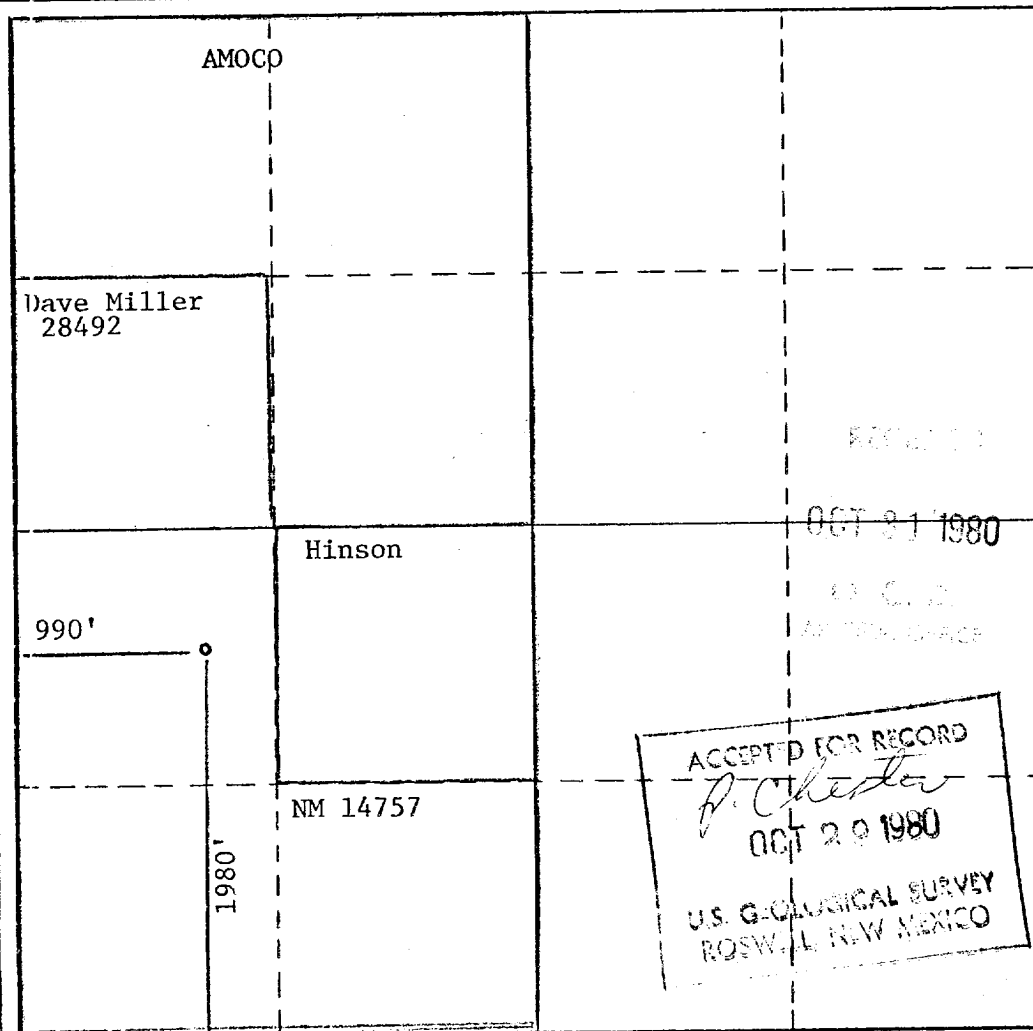 AMOCO
Dave Miller
28492
Hinson
OCT 31 1980
990'
1980'
NM 14757
ACCEPTED FOR RECORD
P. Chester
OCT 29 1980
U.S. GEOLOGICAL SURVEY
ROSWELL, NEW MEXICO